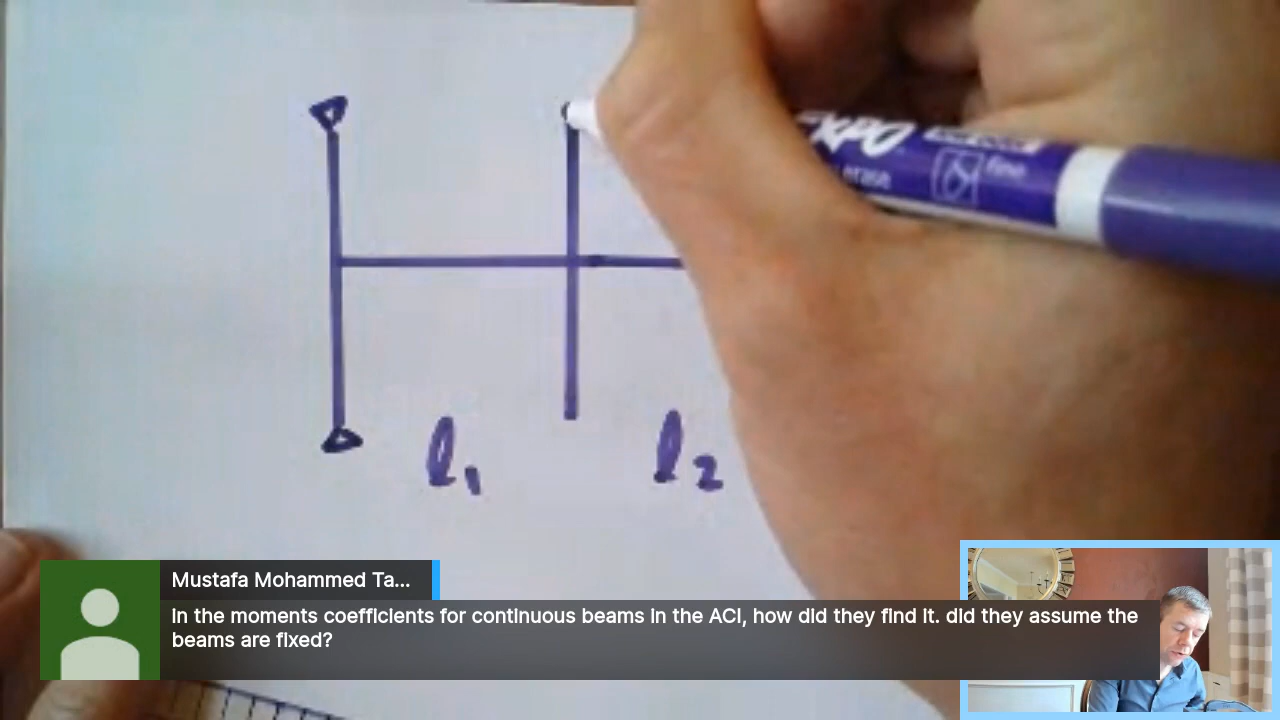 fine
l₁ l₂
Mustafa Mohammed Ta...
In the moments coefficients for continuous beams in the ACI, how did they find it. did they assume the
beams are fixed?